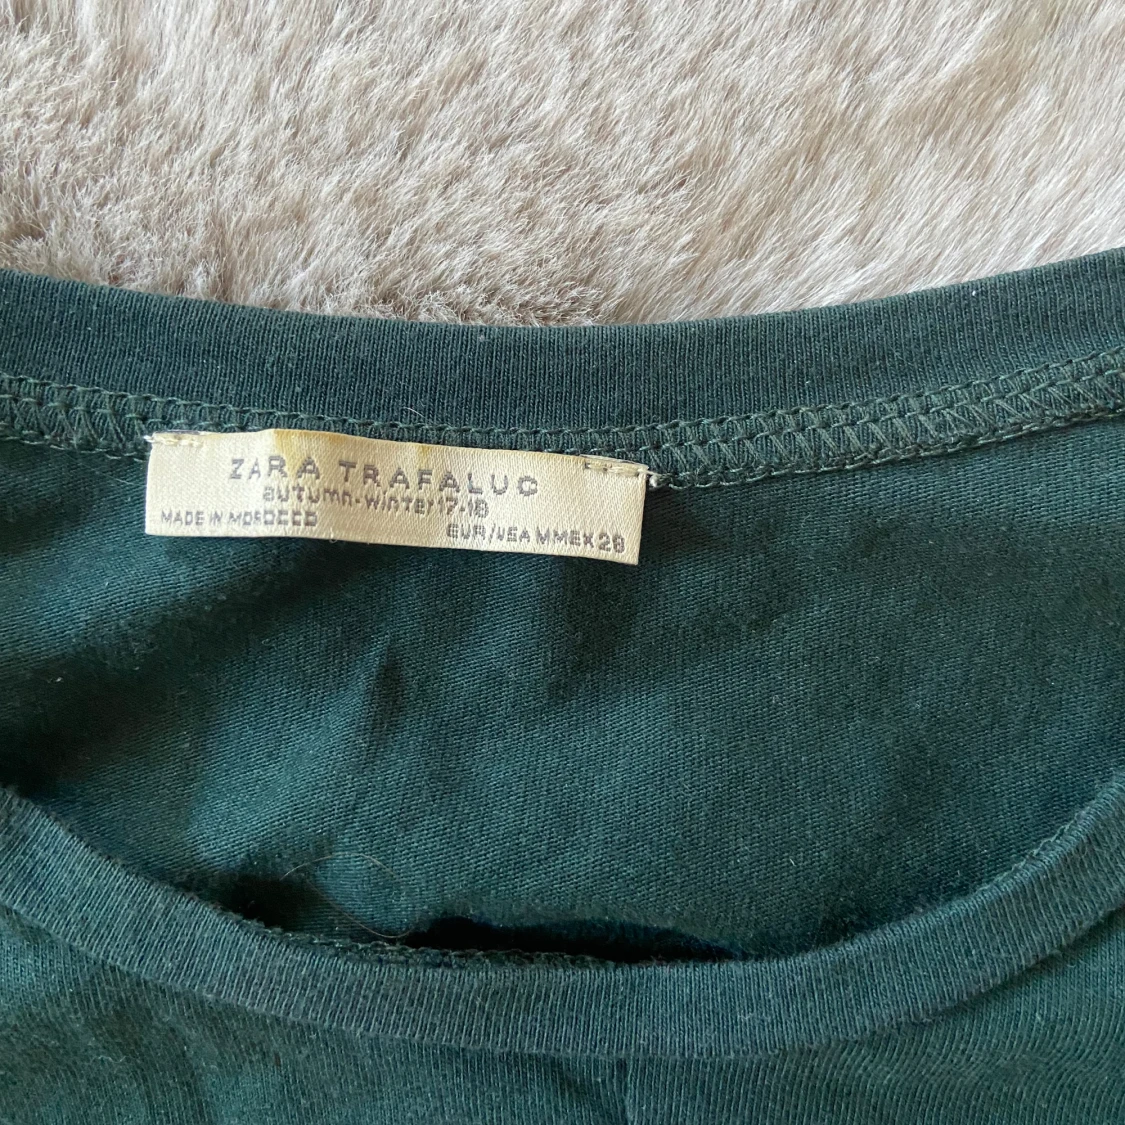 ZARA TRAFALUC
autumn-winter 17-18
MADE IN MOROCCO
EUR/USA M MEX 28